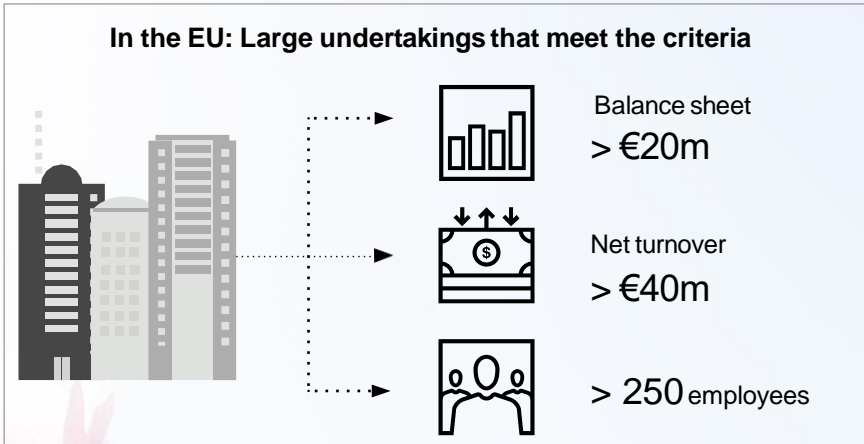 In the EU: Large undertakings that meet the criteria
Balance sheet
> €20m
$
Net turnover
> €40m
> 250 employees